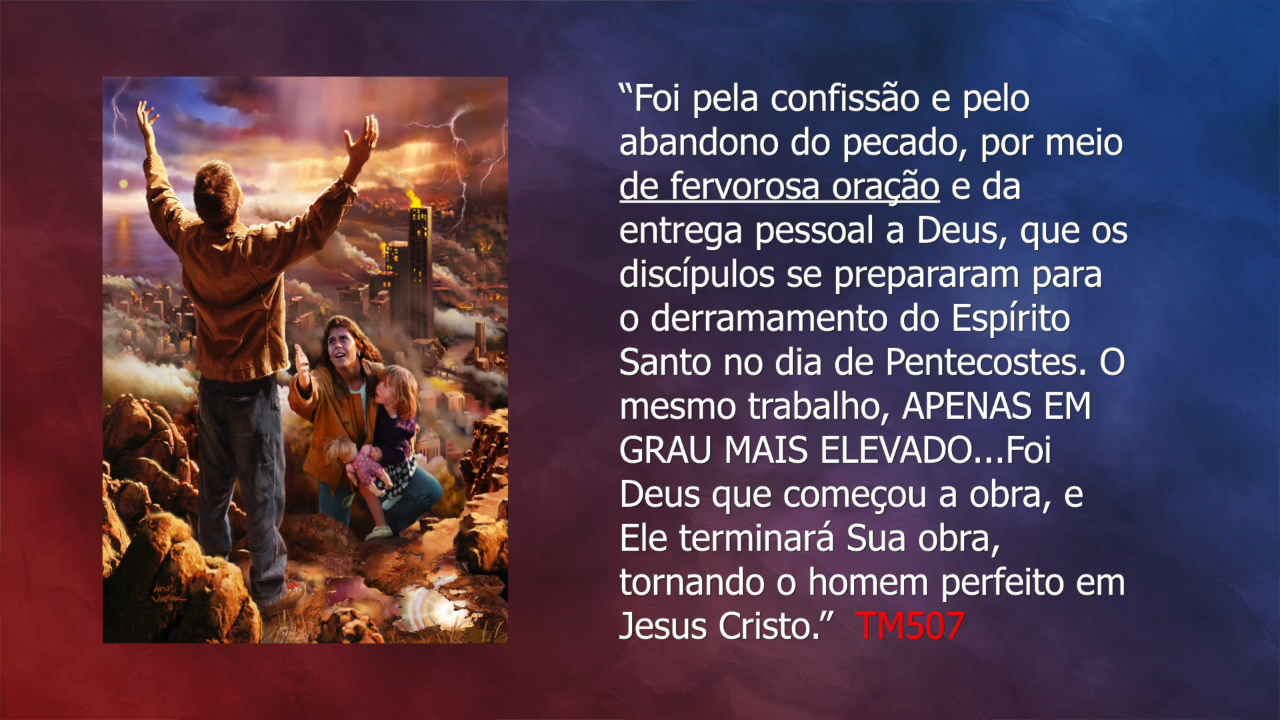 “Foi pela confissão e pelo
abandono do pecado, por meio
de fervorosa oração e da
entrega pessoal a Deus, que os
discípulos se prepararam para
o derramamento do Espírito
Santo no dia de Pentecostes. O
mesmo trabalho, APENAS EM
GRAU MAIS ELEVADO...Foi
Deus que começou a obra, e
Ele terminará Sua obra,
tornando o homem perfeito em
Jesus Cristo.” TM507